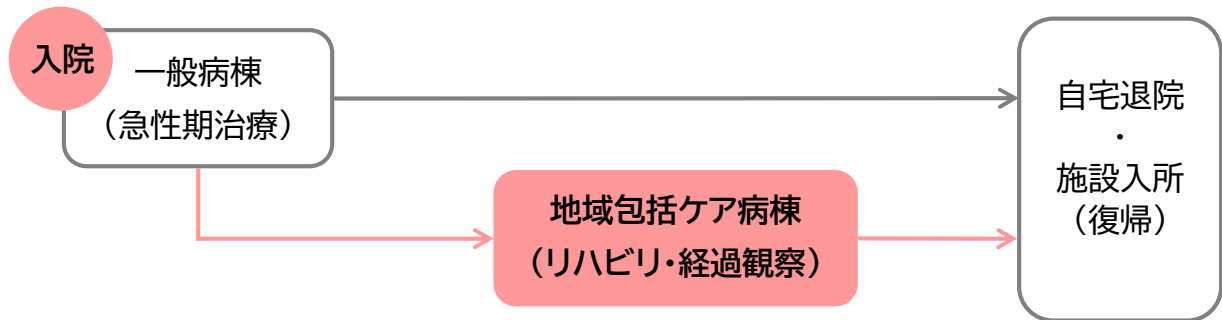 入院
一般病棟
（急性期治療）
地域包括ケア病棟
（リハビリ・経過観察）
自宅退院
・
施設入所
（復帰）